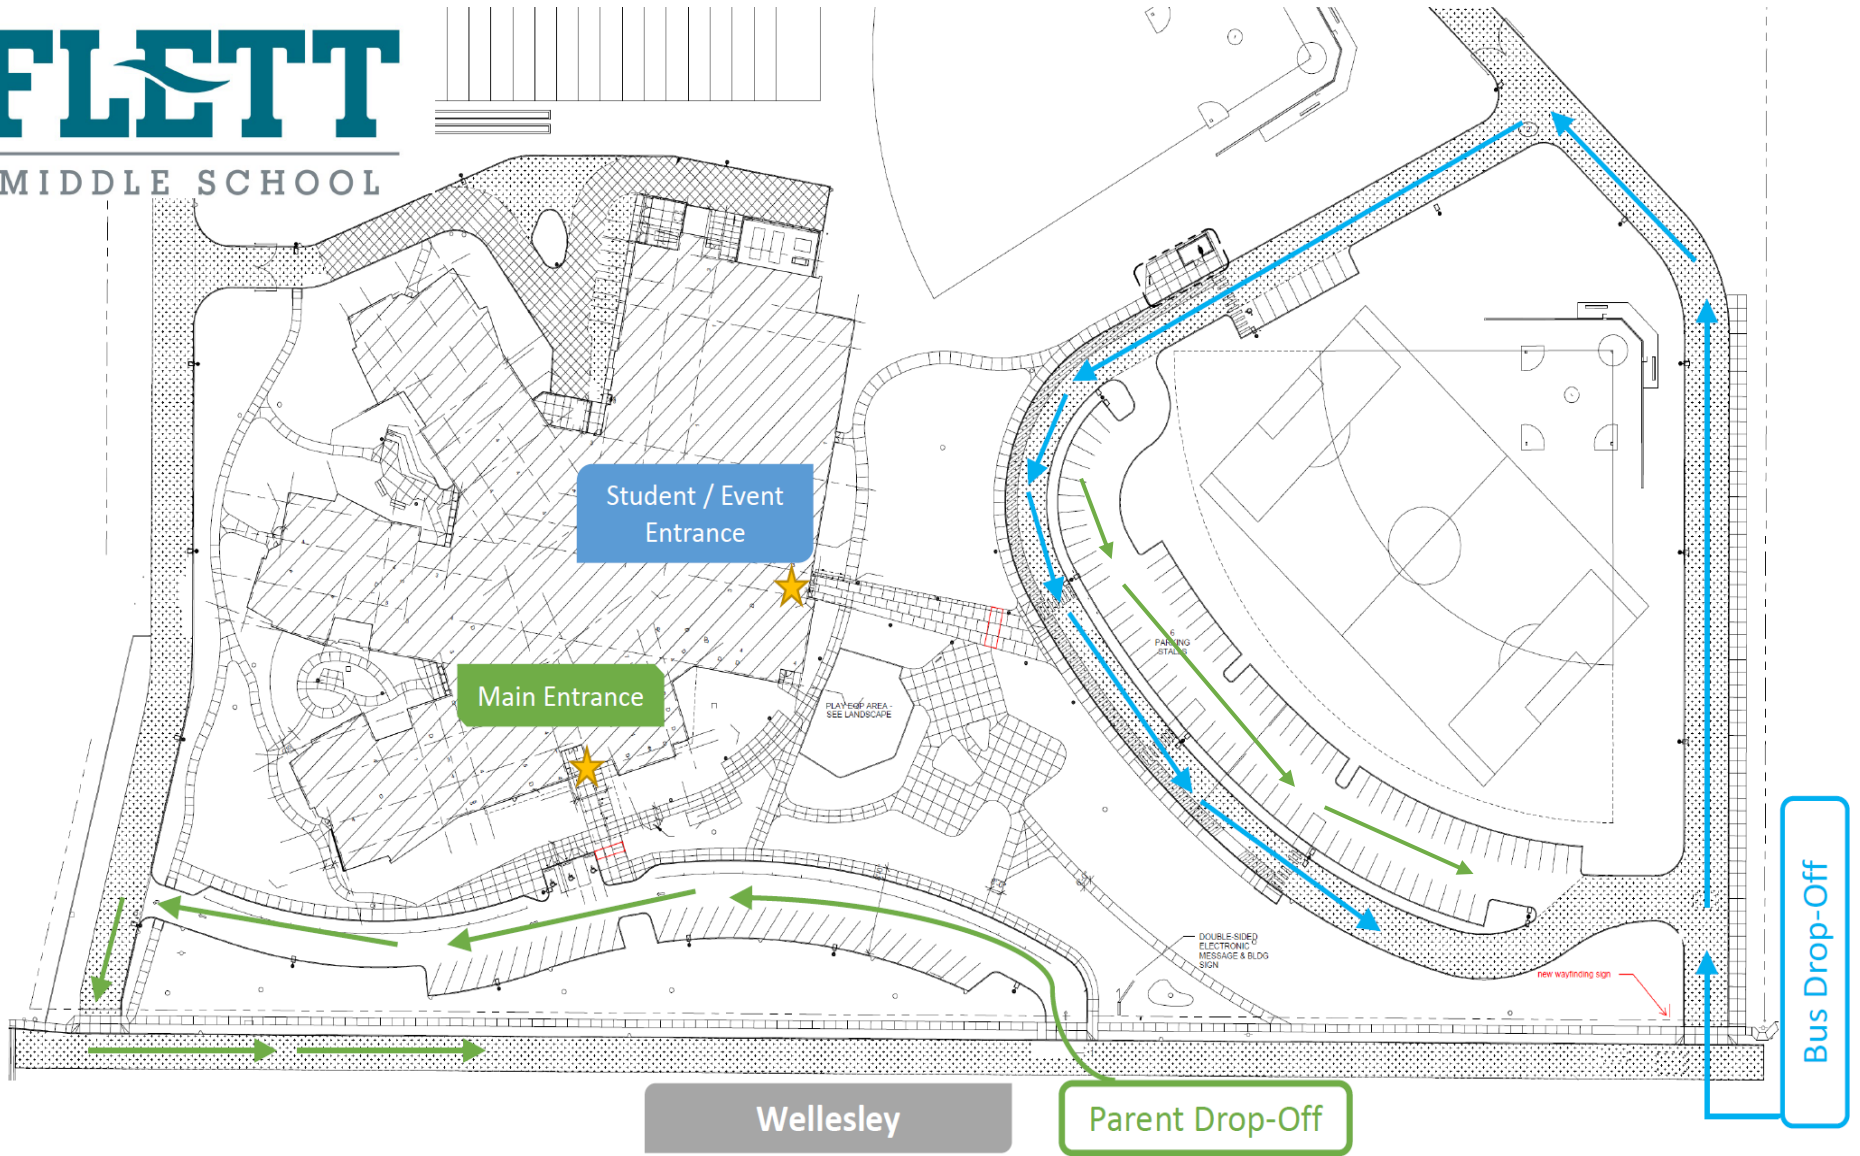 FLETT
MIDDLE SCHOOL
Student / Event
Entrance
Main Entrance
6
PARKING
STALLS
PLAY EQP AREA -
SEE LANDSCAPE
DOUBLE-SIDED
ELECTRONIC
MESSAGE & BLDG
SIGN
new wayfinding sign
Bus Drop-Off
Wellesley
Parent Drop-Off